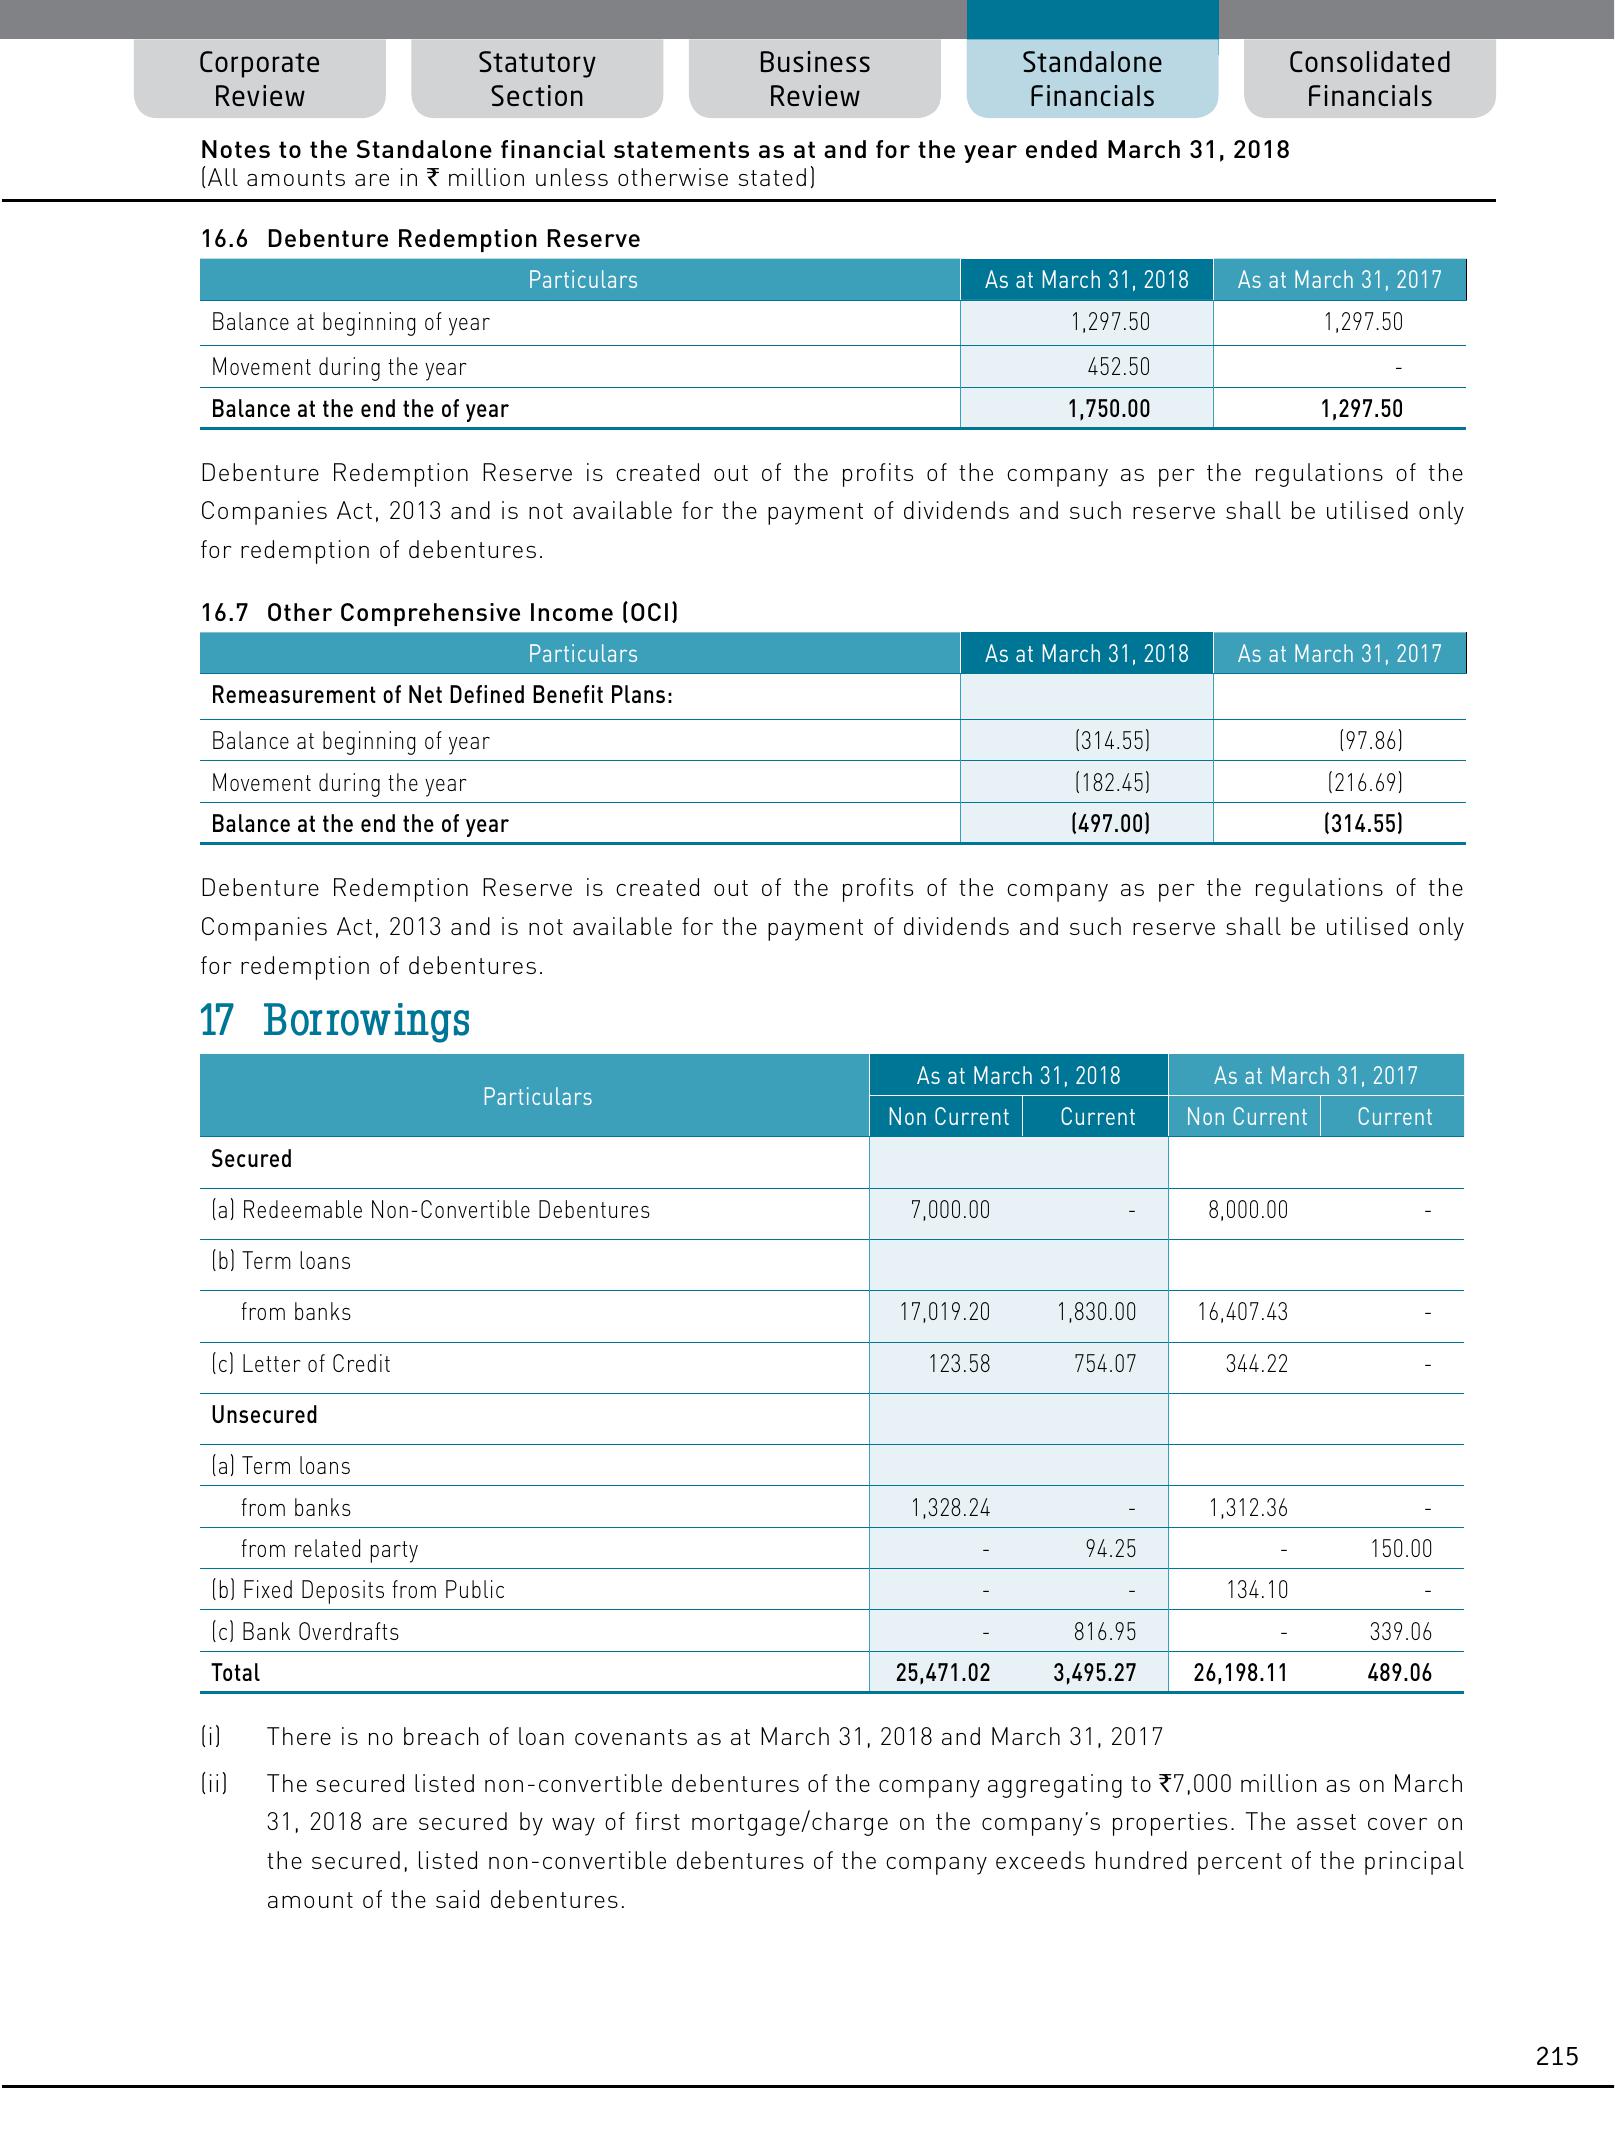 Corporate Review
Statutory Section
Business Review
Standalone Financials
Consolidated Financials
Notes to the Standalone financial statements as at and for the year ended March 31, 2018
(All amounts are in ₹ million unless otherwise stated)
16.6 Debenture Redemption Reserve
Particulars As at March 31, 2018 As at March 31, 2017
Balance at beginning of year 1,297.50 1,297.50
Movement during the year 452.50 -
Balance at the end the of year 1,750.00 1,297.50
Debenture Redemption Reserve is created out of the profits of the company as per the regulations of the
Companies Act, 2013 and is not available for the payment of dividends and such reserve shall be utilised only
for redemption of debentures.
16.7 Other Comprehensive Income (OCI)
Particulars As at March 31, 2018 As at March 31, 2017
Remeasurement of Net Defined Benefit Plans:
Balance at beginning of year (314.55) (97.86)
Movement during the year (182.45) (216.69)
Balance at the end the of year (497.00) (314.55)
Debenture Redemption Reserve is created out of the profits of the company as per the regulations of the
Companies Act, 2013 and is not available for the payment of dividends and such reserve shall be utilised only
for redemption of debentures.
17 Borrowings
Particulars As at March 31, 2018 As at March 31, 2017
Non Current Current Non Current Current
Secured
(a) Redeemable Non-Convertible Debentures 7,000.00 - 8,000.00 -
(b) Term loans
from banks 17,019.20 1,830.00 16,407.43 -
(c) Letter of Credit 123.58 754.07 344.22 -
Unsecured
(a) Term loans
from banks 1,328.24 - 1,312.36 -
from related party - 94.25 - 150.00
(b) Fixed Deposits from Public - - 134.10 -
(c) Bank Overdrafts - 816.95 - 339.06
Total 25,471.02 3,495.27 26,198.11 489.06
(i) There is no breach of loan covenants as at March 31, 2018 and March 31, 2017
(ii) The secured listed non-convertible debentures of the company aggregating to ₹7,000 million as on March
31, 2018 are secured by way of first mortgage/charge on the company's properties. The asset cover on
the secured, listed non-convertible debentures of the company exceeds hundred percent of the principal
amount of the said debentures.
215